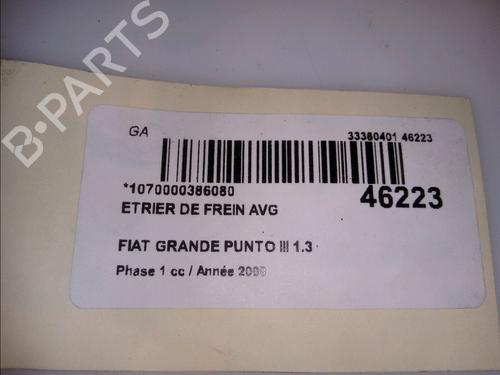 B-PARTS
GA
33380401 46223
*1070000386080
46223
ETRIER DE FREIN AVG
FIAT GRANDE PUNTO III 1.3
Phase 1 cc / Année